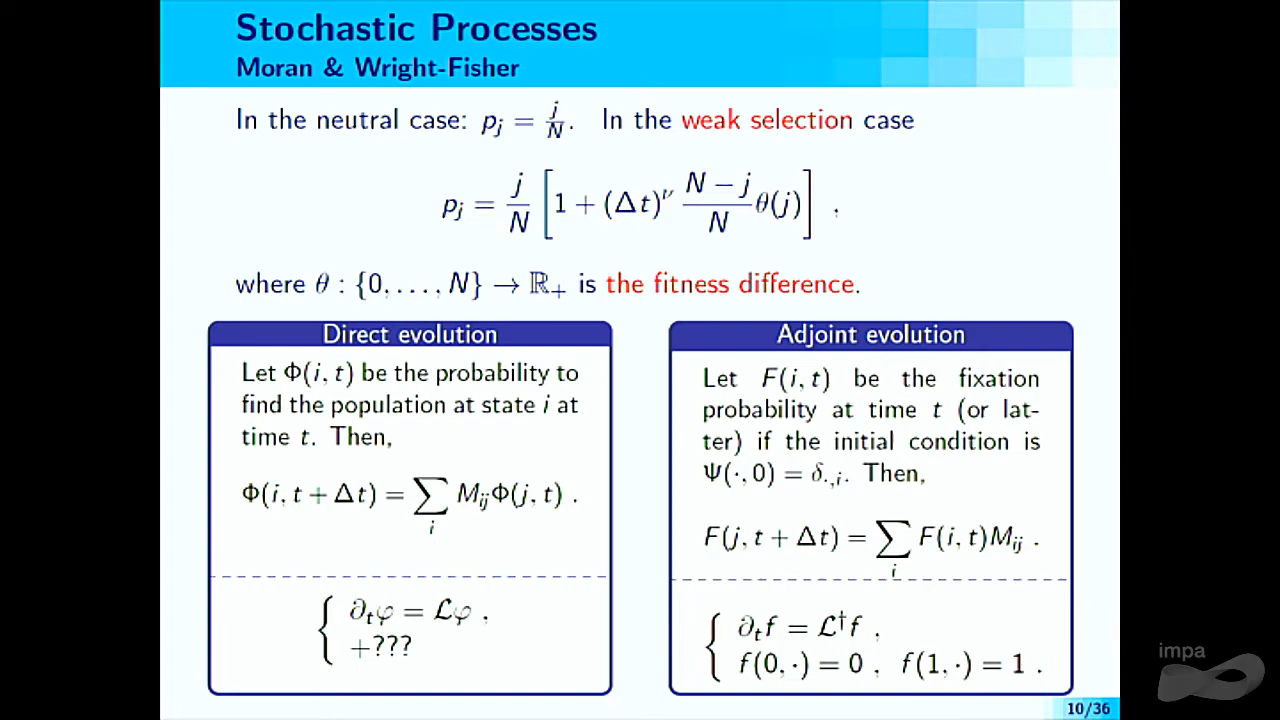 Stochastic Processes
Moran & Wright-Fisher
In the neutral case: p_j = j/N. In the weak selection case
p_j = j/N [1 + (Δt)^ν (N − j)/N θ(j)] ,
where θ : {0, . . . , N} → ℝ₊ is the fitness difference.
Direct evolution
Let Φ(i, t) be the probability to
find the population at state i at
time t. Then,
Φ(i, t + Δt) = ∑_i M_ij Φ(j, t) .
∂_t φ = ℒφ ,
+???
Adjoint evolution
Let F(i, t) be the fixation
probability at time t (or lat-
ter) if the initial condition is
Ψ(·, 0) = δ_·,i. Then,
F(j, t + Δt) = ∑_i F(i, t)M_ij .
∂_t f = ℒ†f ,
f(0, ·) = 0 , f(1, ·) = 1 .
impa
10/36